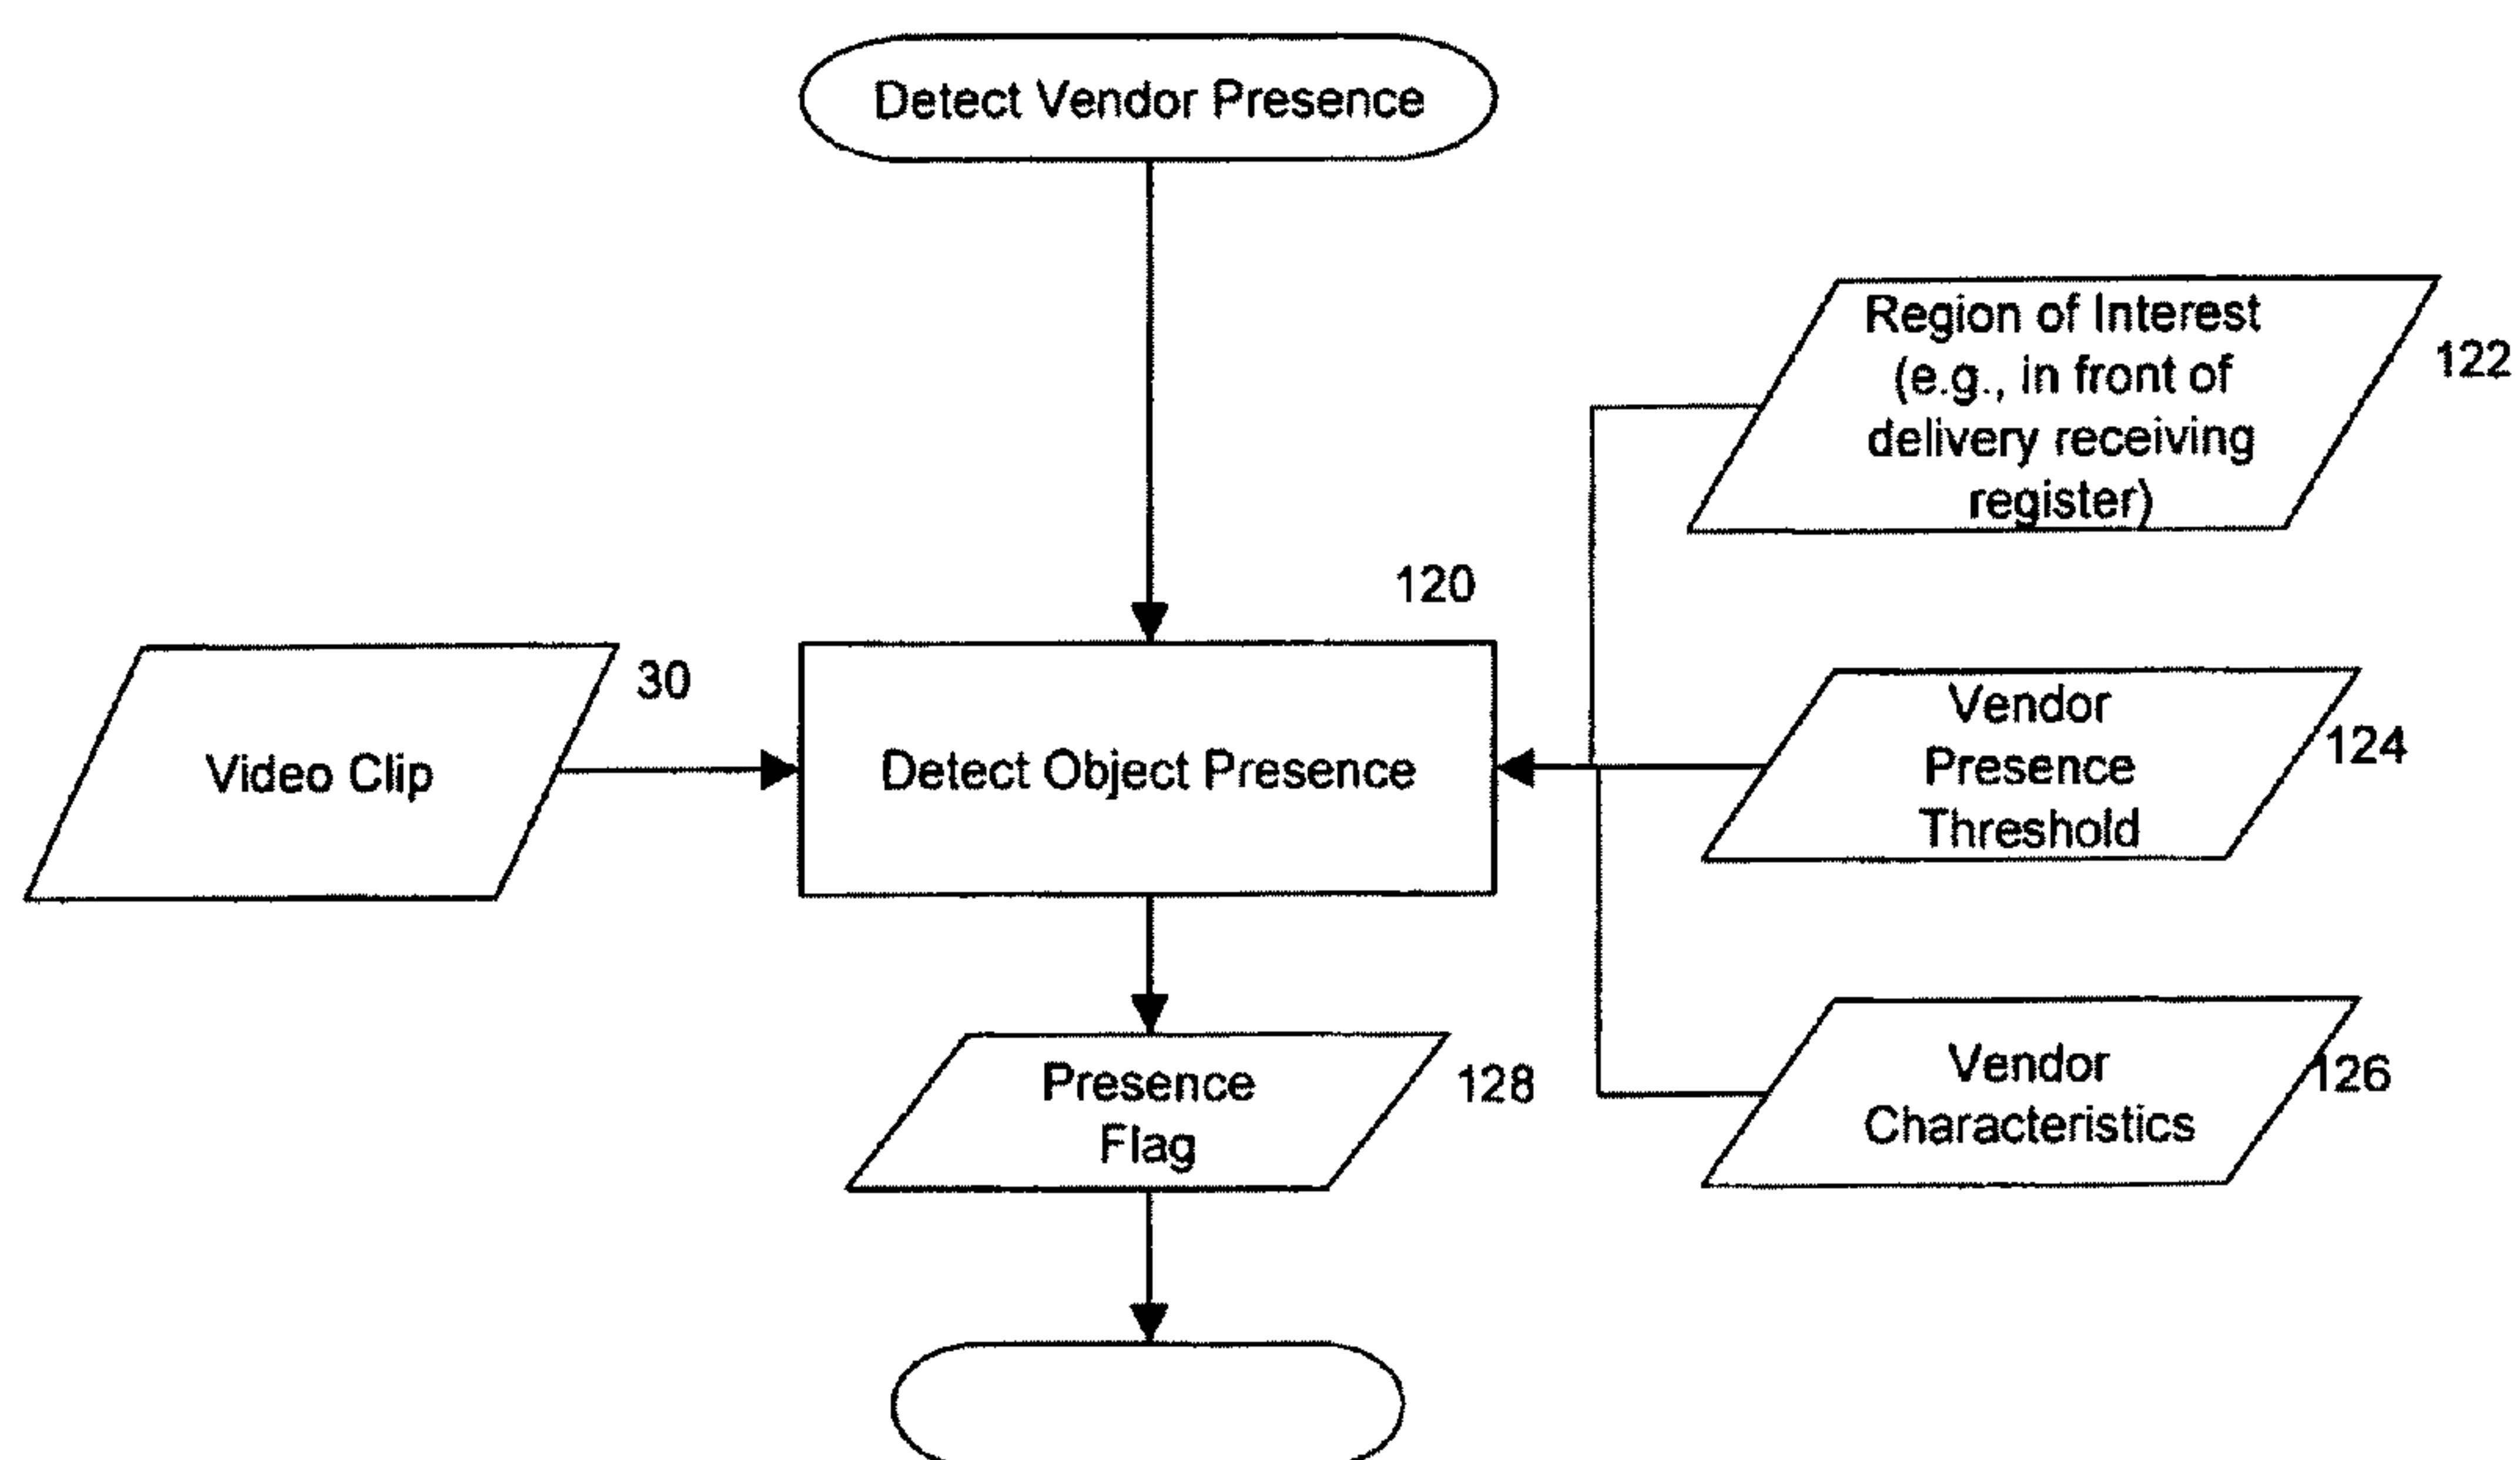 Detect Vendor Presence
Region of Interest
(e.g., in front of
delivery receiving
register)
122
120
30
Video Clip
Detect Object Presence
Vendor
Presence
Threshold
124
Presence
Flag
128
Vendor
Characteristics
126